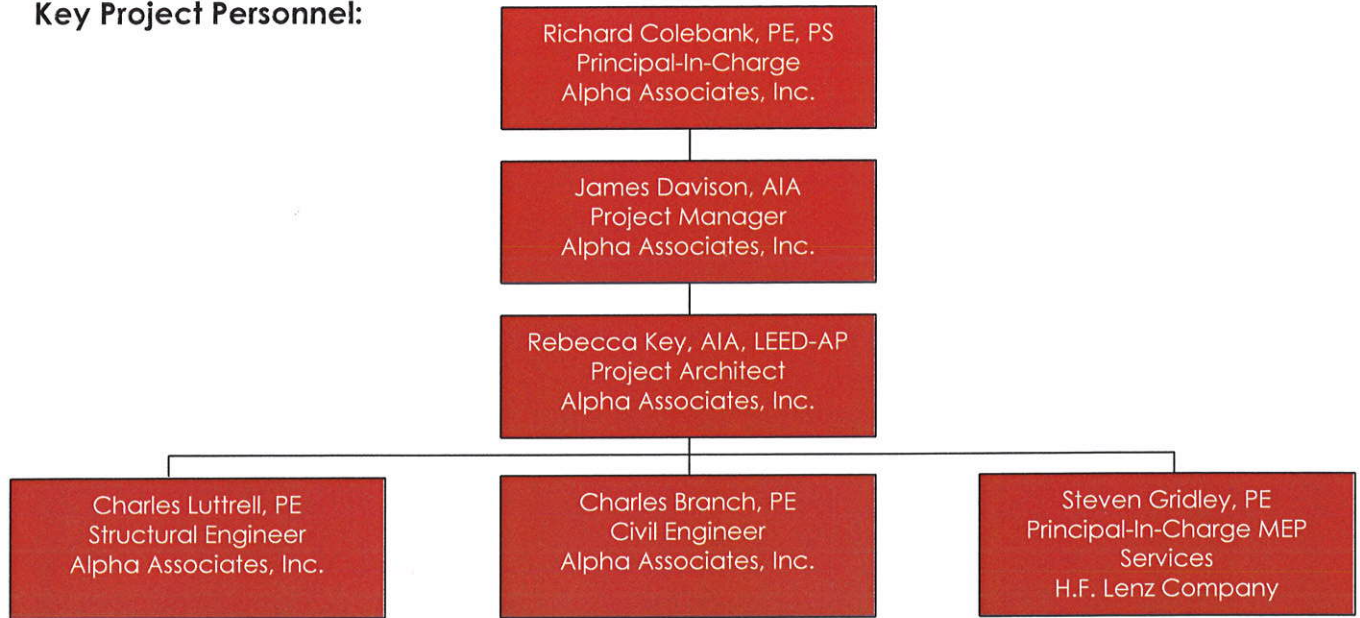 Key Project Personnel:
Richard Colebank, PE, PS
Principal-In-Charge
Alpha Associates, Inc.
James Davison, AIA
Project Manager
Alpha Associates, Inc.
Rebecca Key, AIA, LEED-AP
Project Architect
Alpha Associates, Inc.
Charles Luttrell, PE
Structural Engineer
Alpha Associates, Inc.
Charles Branch, PE
Civil Engineer
Alpha Associates, Inc.
Steven Gridley, PE
Principal-In-Charge MEP
Services
H.F. Lenz Company